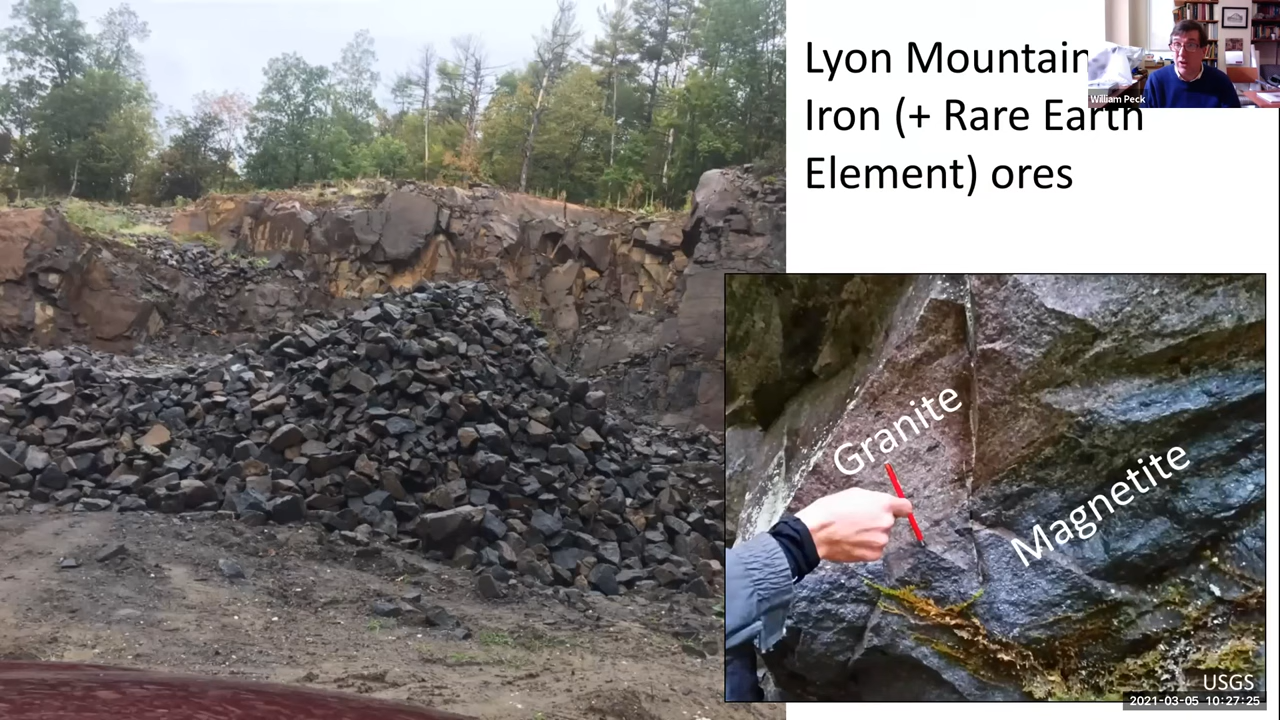 Lyon Mountain
Iron (+ Rare Earth
Element) ores
William Peck
Granite
Magnetite
USGS
2021-03-05 10:27:25